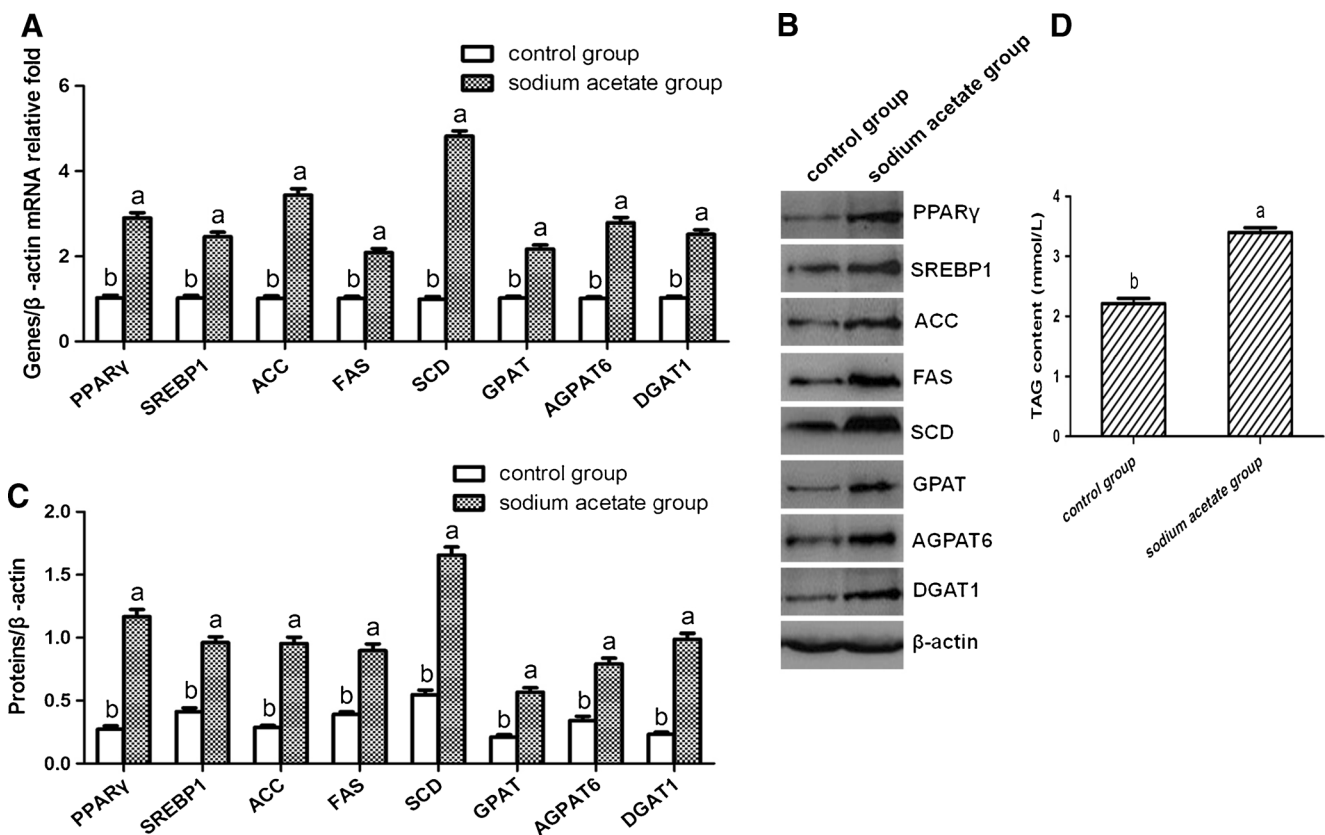 A
control group
sodium acetate group
Genes/β -actin mRNA relative fold
6
4
2
0
a
a
a
a
a
a
a
a
b
b
b
b
b
b
b
b
PPARγ
SREBP1
ACC
FAS
SCD
GPAT
AGPAT6
DGAT1
B
control group
sodium acetate group
PPARγ
SREBP1
ACC
FAS
SCD
GPAT
AGPAT6
DGAT1
β-actin
C
control group
sodium acetate group
Proteins/β -actin
2.0
1.5
1.0
0.5
0.0
a
a
a
a
a
a
a
a
b
b
b
b
b
b
b
b
PPARγ
SREBP1
ACC
FAS
SCD
GPAT
AGPAT6
DGAT1
D
TAG content (mmol/L)
4
3
2
1
0
b
a
control group
sodium acetate group